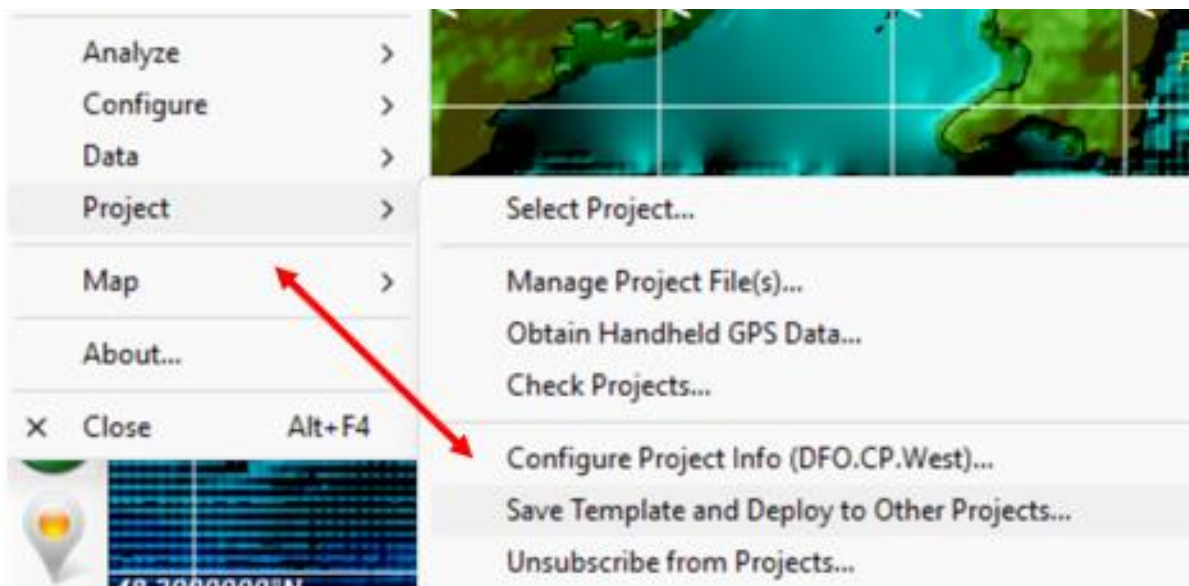 Analyze
Configure
Data
Project
Map
About...
Close Alt+F4
Select Project...
Manage Project File(s)...
Obtain Handheld GPS Data...
Check Projects...
Configure Project Info (DFO.CP.West)...
Save Template and Deploy to Other Projects...
Unsubscribe from Projects...